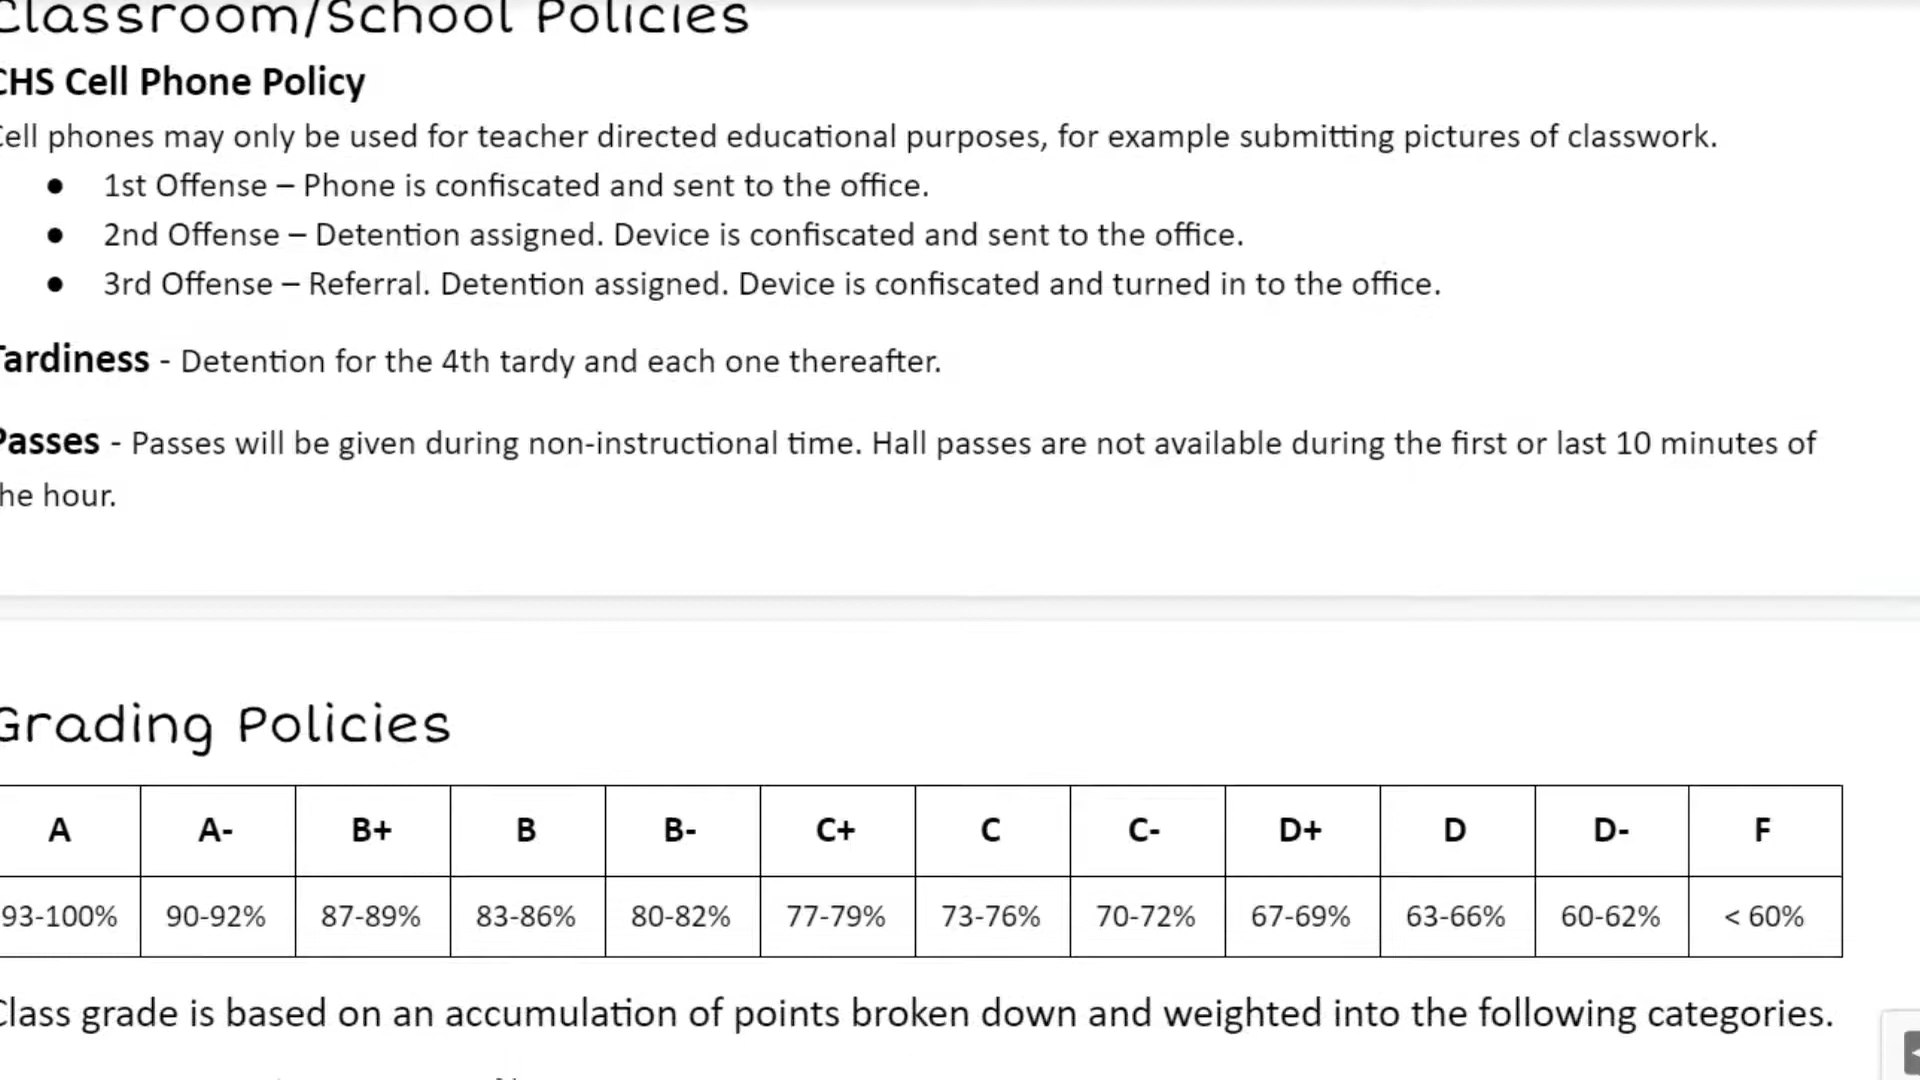 Classroom/School Policies
CHS Cell Phone Policy
Cell phones may only be used for teacher directed educational purposes, for example submitting pictures of classwork.
● 1st Offense – Phone is confiscated and sent to the office.
● 2nd Offense – Detention assigned. Device is confiscated and sent to the office.
● 3rd Offense – Referral. Detention assigned. Device is confiscated and turned in to the office.
Tardiness - Detention for the 4th tardy and each one thereafter.
Passes - Passes will be given during non-instructional time. Hall passes are not available during the first or last 10 minutes of
the hour.
Grading Policies
A A- B+ B B- C+ C C- D+ D D- F
93-100% 90-92% 87-89% 83-86% 80-82% 77-79% 73-76% 70-72% 67-69% 63-66% 60-62% < 60%
Class grade is based on an accumulation of points broken down and weighted into the following categories.